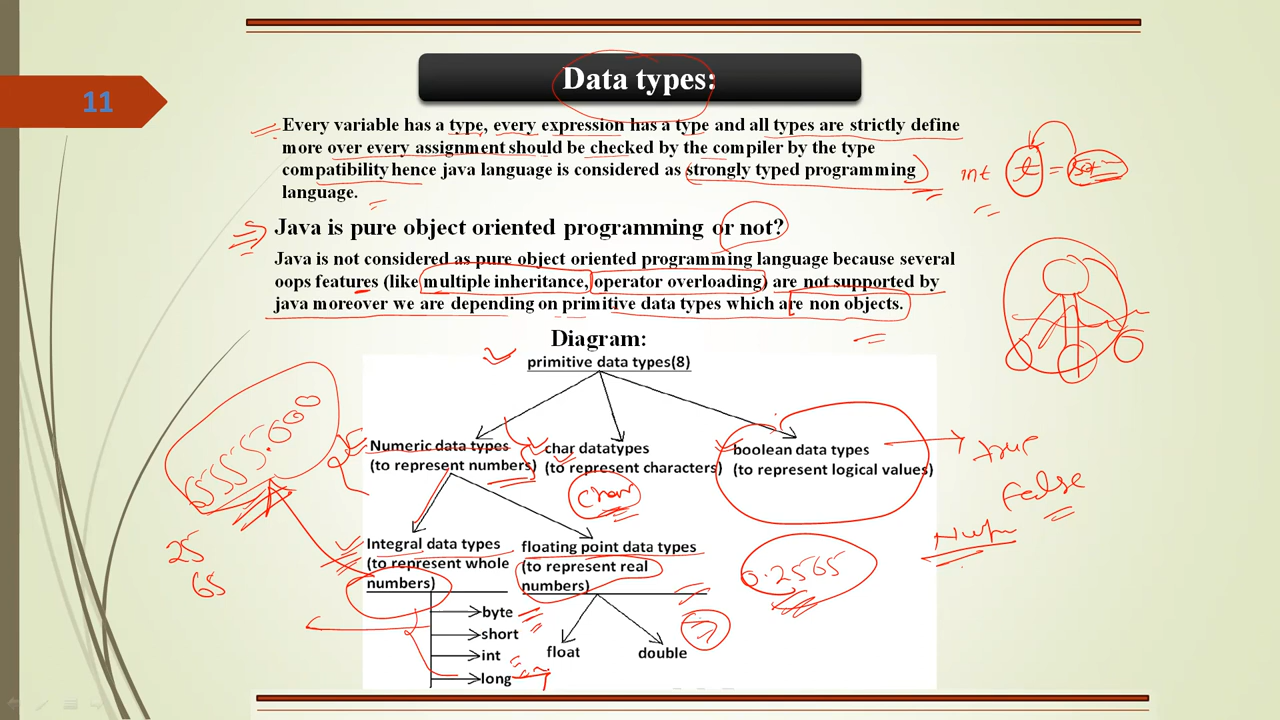 11
Data types:
Every variable has a type, every expression has a type and all types are strictly define
more over every assignment should be checked by the compiler by the type
compatibility hence java language is considered as strongly typed programming
language.
int
Java is pure object oriented programming or not?
Java is not considered as pure object oriented programming language because several
oops features (like multiple inheritance, operator overloading) are not supported by
java moreover we are depending on primitive data types which are non objects.
Diagram:
primitive data types(8)
Numeric data types
(to represent numbers)
char datatypes
(to represent characters)
boolean data types
(to represent logical values)
true
False
char
Integral data types
(to represent whole
numbers)
floating point data types
(to represent real
numbers)
0.2565
25
65
byte
short
int
long
float
double